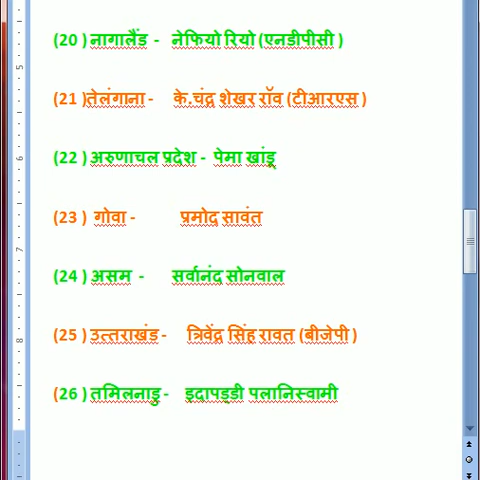 (20 ) नागालैंड - नेफियो रियो (एनडीपीसी )
(21 )तेलंगाना - के.चंद्र शेखर रॉव (टीआरएस )
(22 ) अरुणाचल प्रदेश - पेमा खांडू
(23 ) गोवा - प्रमोद सावंत
(24 ) असम - सर्वानंद सोनवाल
(25 ) उत्तराखंड - त्रिवेंद्र सिंह रावत (बीजेपी )
(26 ) तमिलनाडु - इदापड्डी पलानिस्वामी